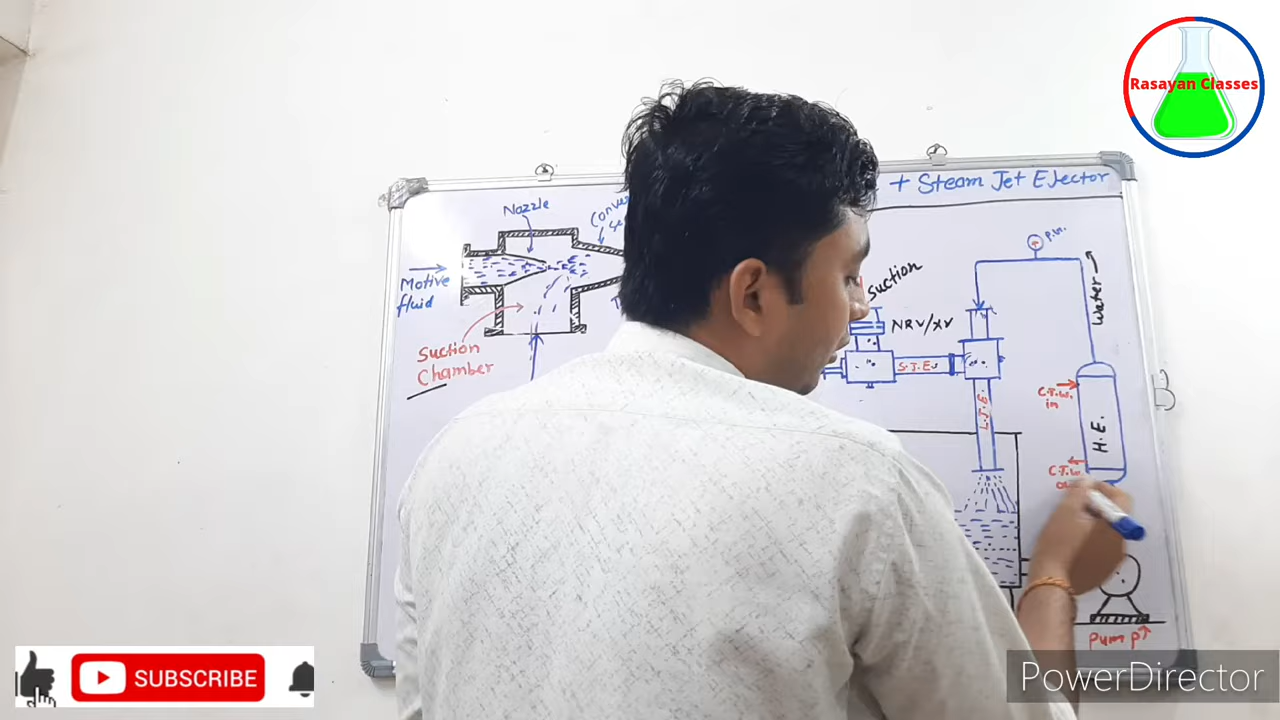 Rasayan Classes
+ Steam Jet Ejector
Nozzle
Motive
fluid
Suction
Chamber
Suction
NRV/XV
P.G.
Water
S.J.E.
L.J.E.
C.T.W.
in
H.E.
C.T.W.
Pump
SUBSCRIBE
PowerDirector